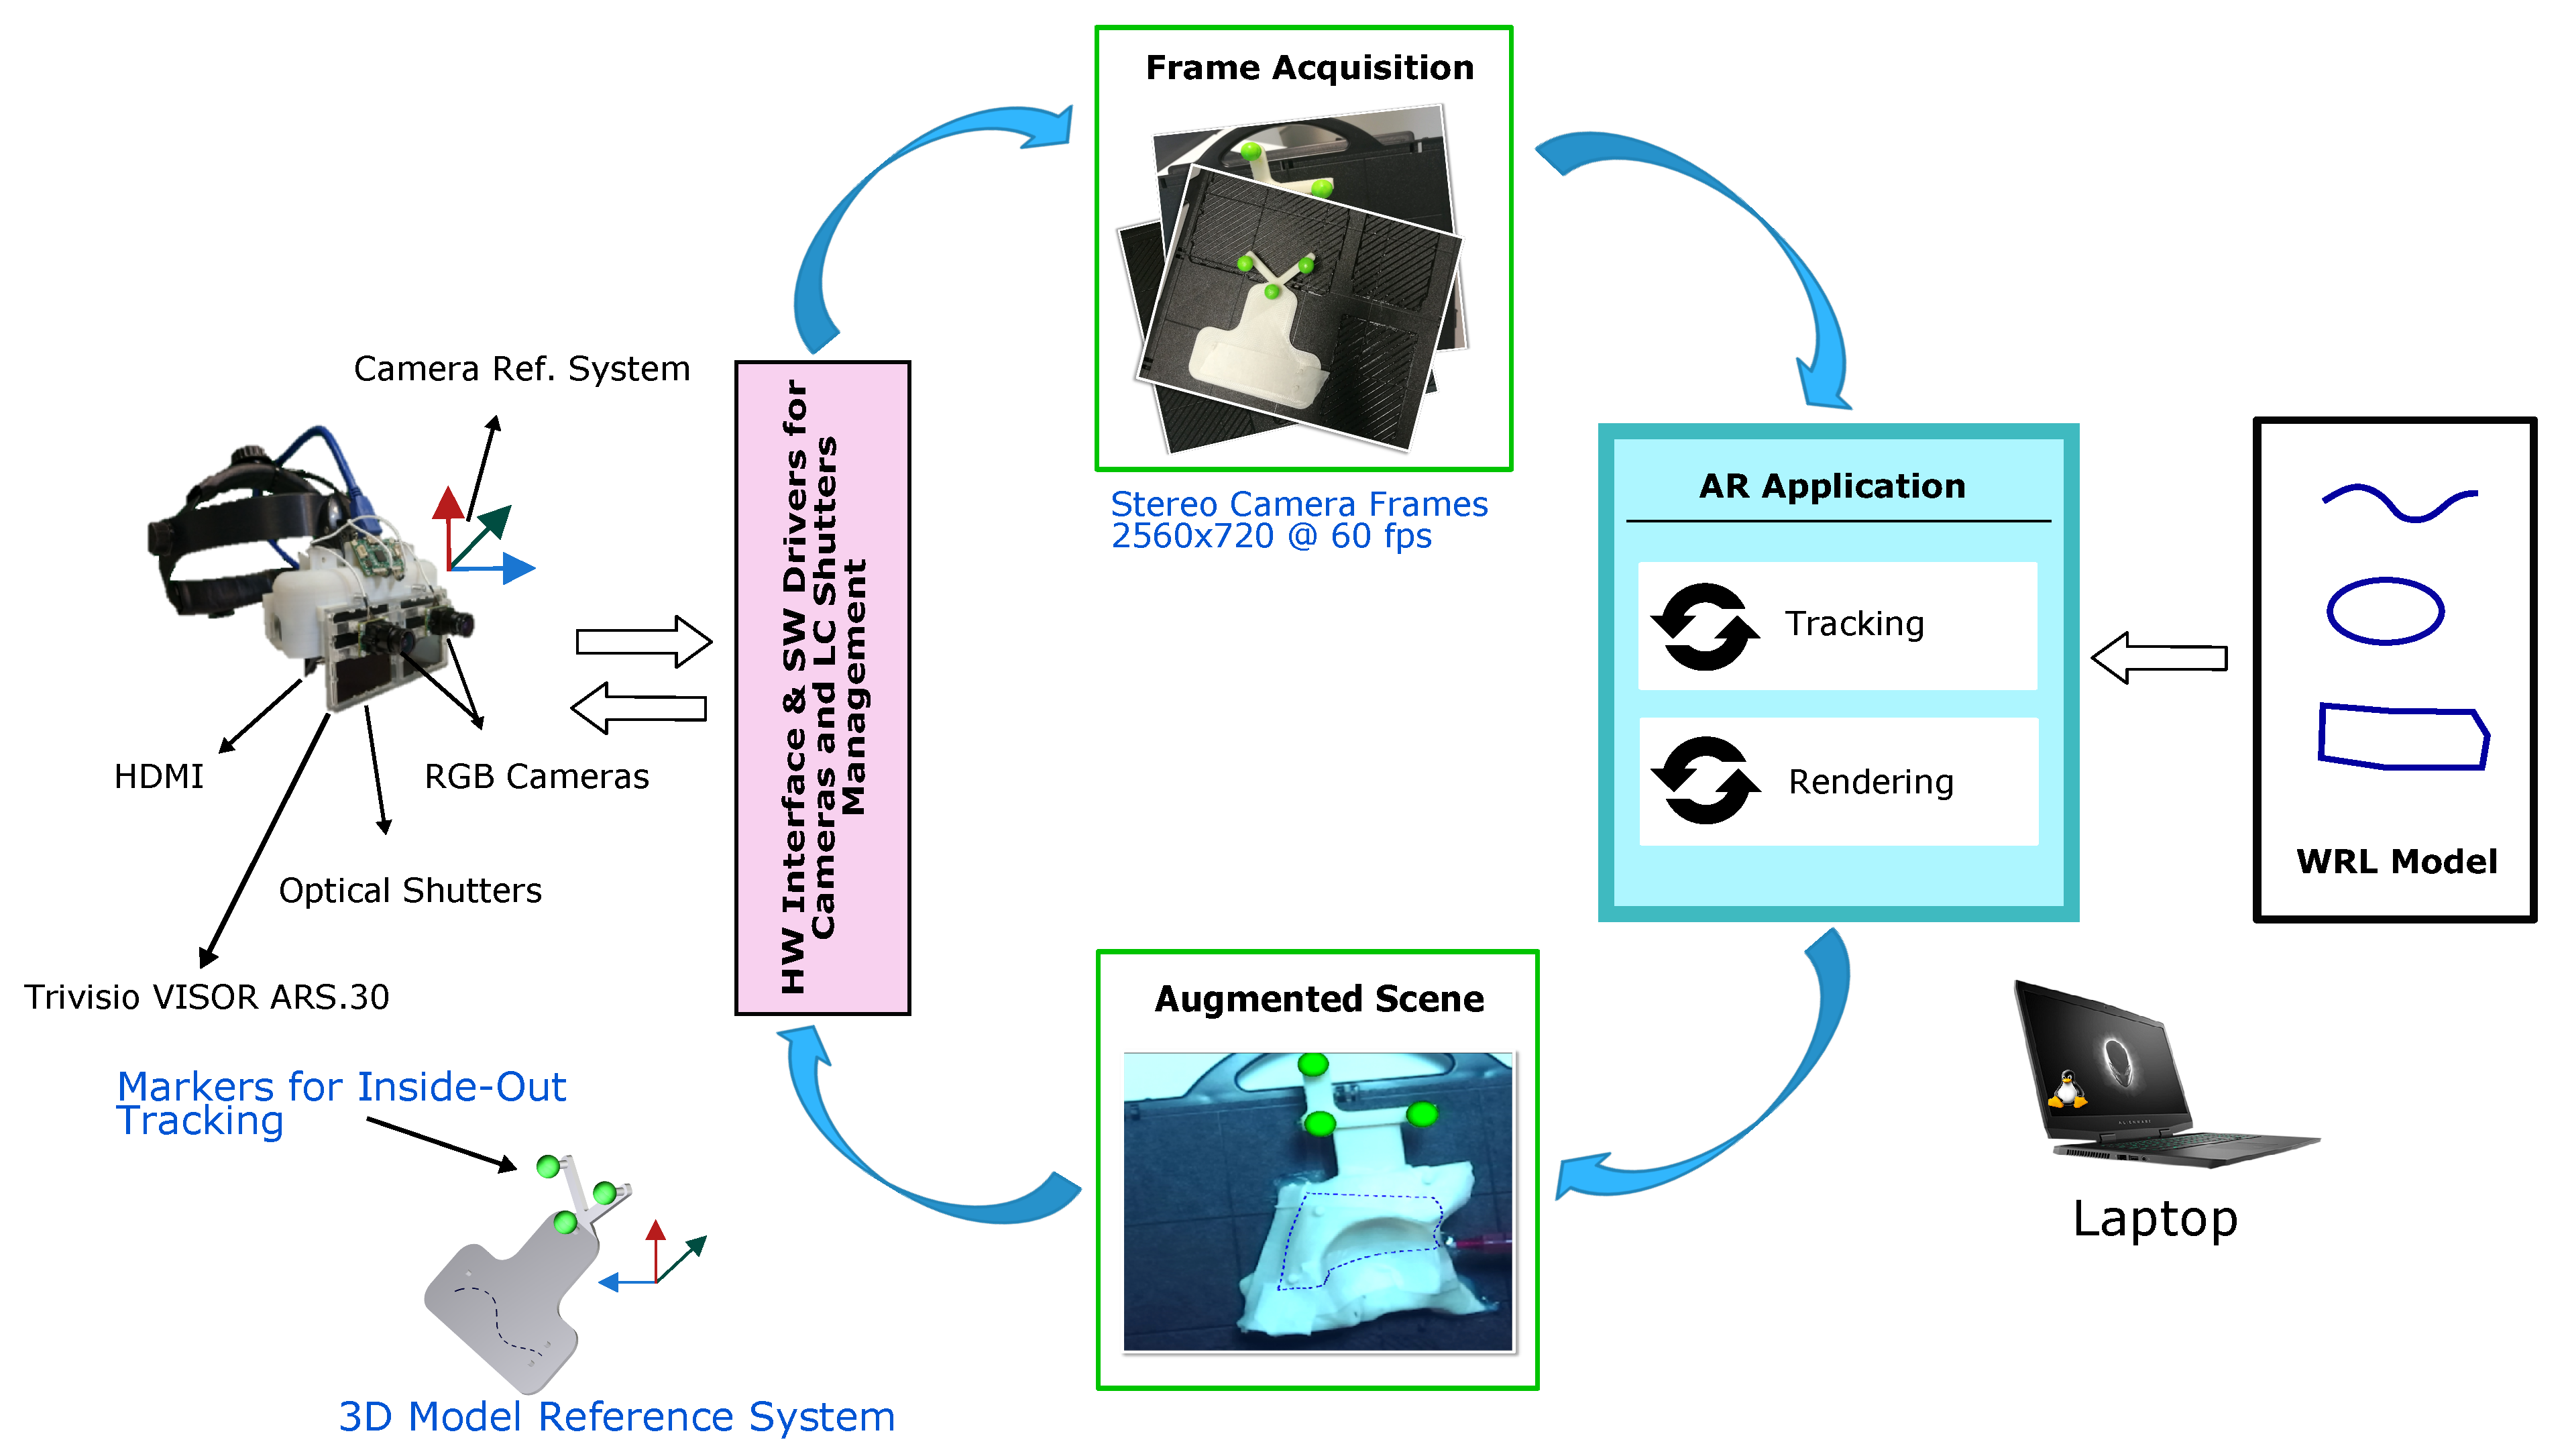 Frame Acquisition
Stereo Camera Frames
2560x720 @ 60 fps
Camera Ref. System
HDMI
RGB Cameras
Optical Shutters
Trivisio VISOR ARS.30
HW Interface & SW Drivers for
Cameras and LC Shutters
Management
AR Application
Tracking
Rendering
WRL Model
Augmented Scene
Markers for Inside-Out
Tracking
3D Model Reference System
ALIENWARE
Laptop